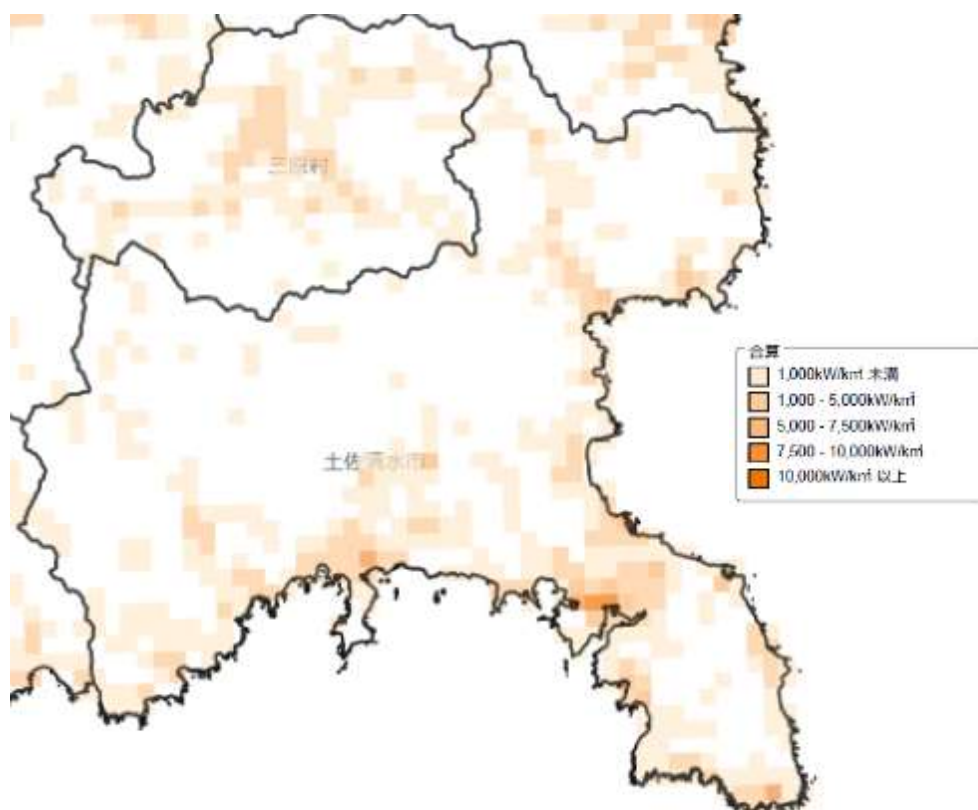 三原村
土佐清水市
合算
1,000kW/km² 未満
1,000 - 5,000kW/km²
5,000 - 7,500kW/km²
7,500 - 10,000kW/km²
10,000kW/km² 以上